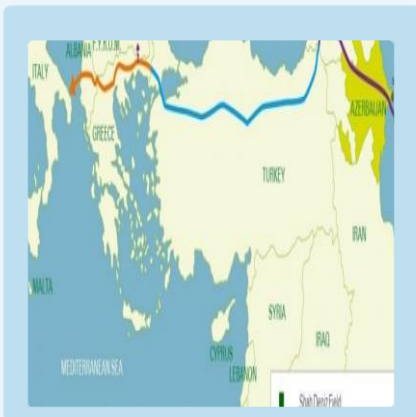 ALBANIA
F.Y.R.O.M.
ITALY
AZERBAIJAN
GREECE
TURKEY
IRAN
MALTA
SYRIA
IRAQ
CYPRUS
MEDITERRANEAN SEA
LEBANON
Shah Deniz Field